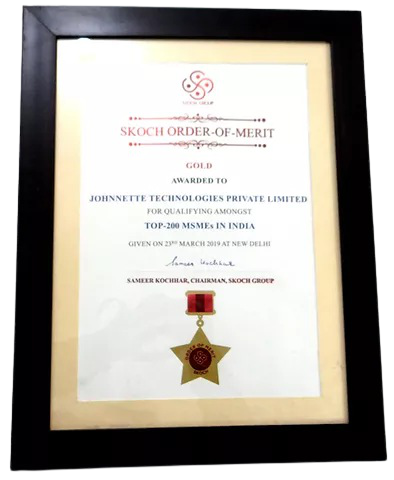 SKOCH GROUP
SKOCH ORDER-OF-MERIT
GOLD
AWARDED TO
JOHNNETTE TECHNOLOGIES PRIVATE LIMITED
FOR QUALIFYING AMONGST
TOP-200 MSMEs IN INDIA
GIVEN ON 23RD MARCH 2019 AT NEW DELHI
Sameer Kochhar
SAMEER KOCHHAR, CHAIRMAN, SKOCH GROUP
ORDER OF MERIT
SKOCH
GROUP